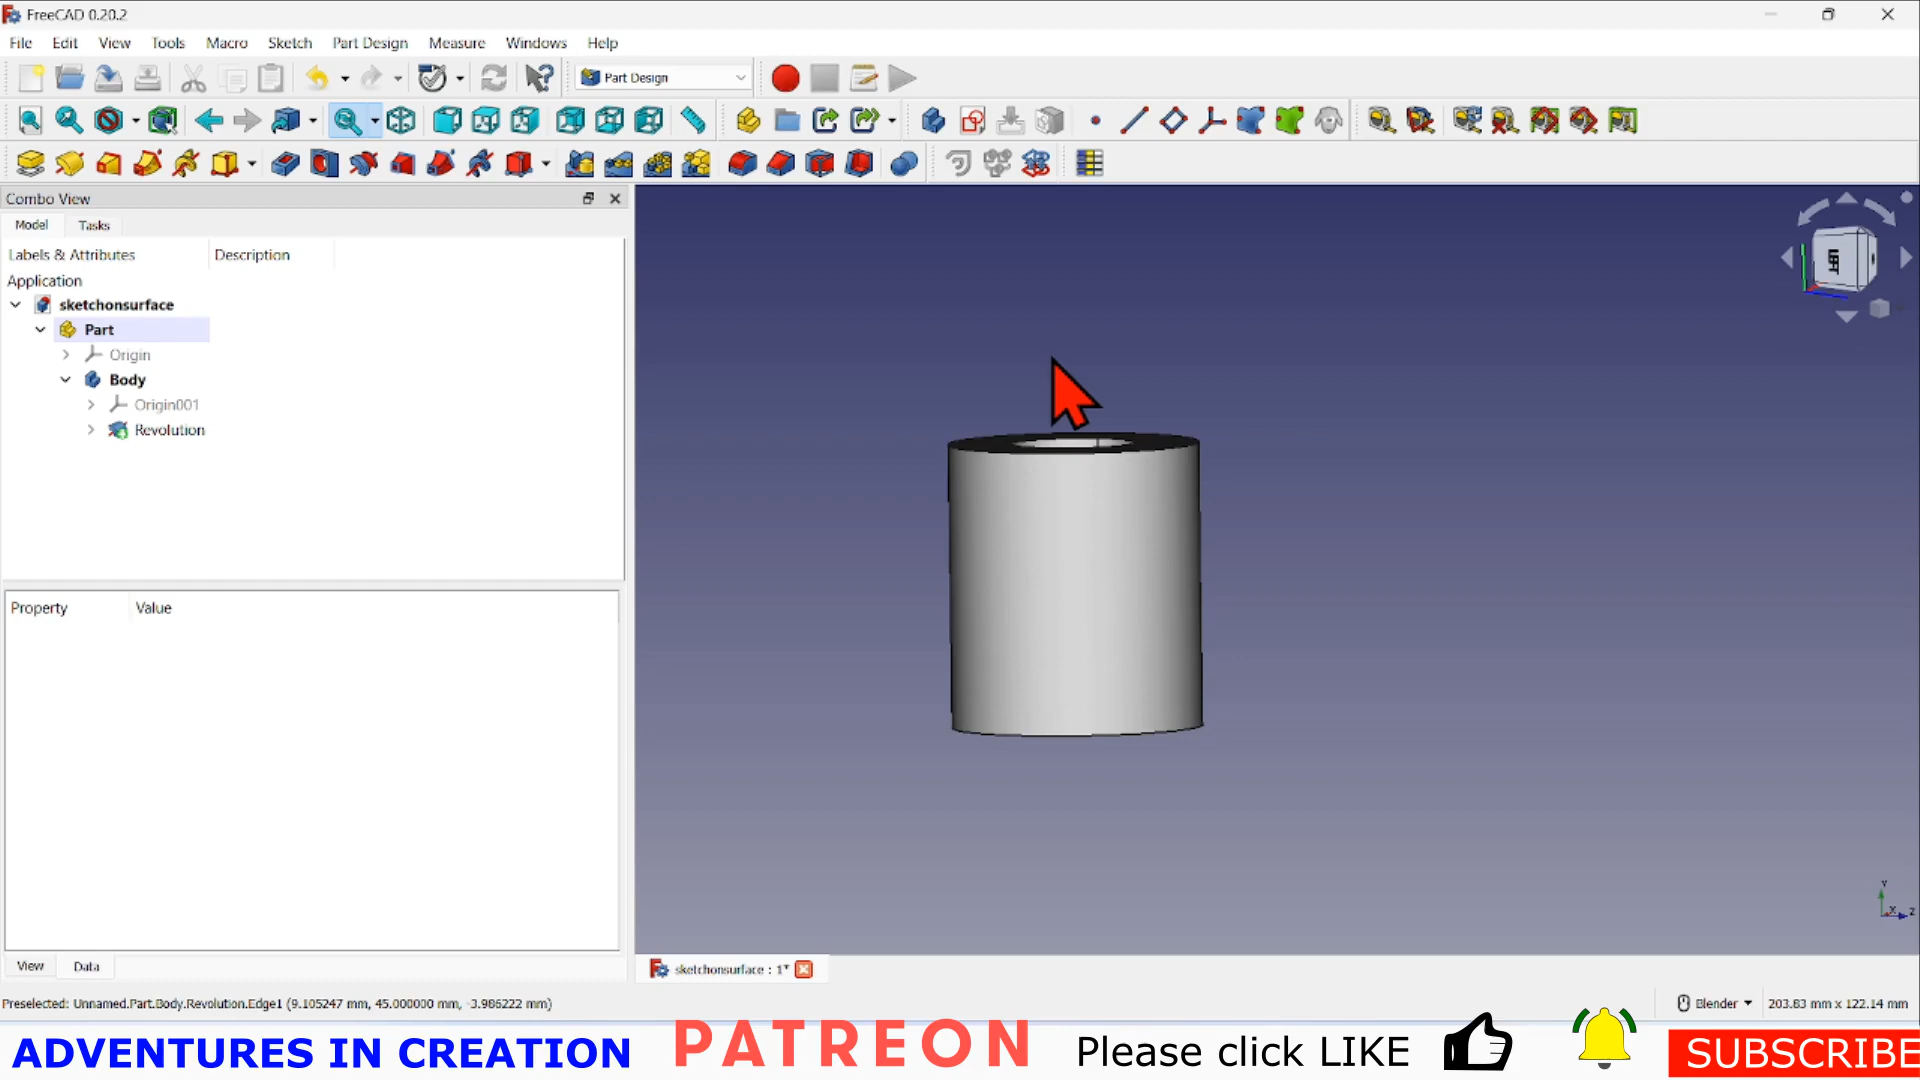 FreeCAD 0.20.2
File Edit View Tools Macro Sketch Part Design Measure Windows Help
Part Design
Combo View
Model Tasks
Labels & Attributes Description
Application
sketchonsurface
Part
Origin
Body
Origin001
Revolution
Property Value
View Data
sketchonsurface : 1*
Preselected: Unnamed.Part.Body.Revolution.Edge1 (9.105247 mm, 45.000000 mm, -3.986222 mm)
Blender 203.83 mm x 122.14 mm
Y
X Z
ADVENTURES IN CREATION PATREON Please click LIKE SUBSCRIBE